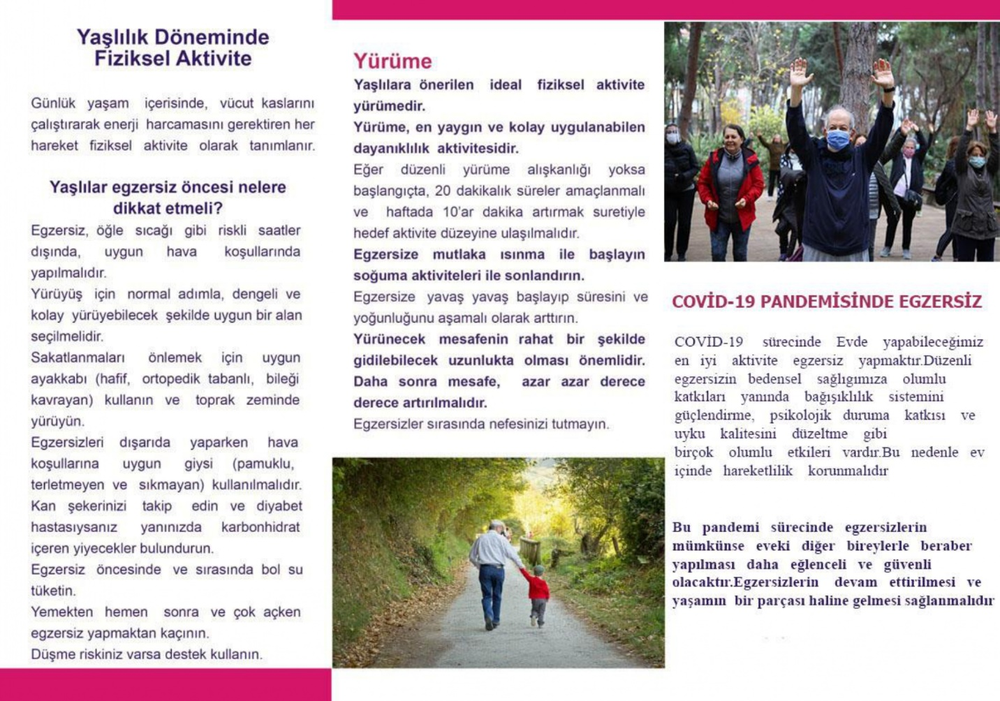 Yaşlılık Döneminde
Fiziksel Aktivite
Günlük yaşam içerisinde, vücut kaslarını
çalıştırarak enerji harcamasını gerektiren her
hareket fiziksel aktivite olarak tanımlanır.
Yaşlılar egzersiz öncesi nelere
dikkat etmeli?
Egzersiz, öğle sıcağı gibi riskli saatler
dışında, uygun hava koşullarında
yapılmalıdır.
Yürüyüş için normal adımla, dengeli ve
kolay yürüyebilecek şekilde uygun bir alan
seçilmelidir.
Sakatlanmaları önlemek için uygun
ayakkabı (hafif, ortopedik tabanlı, bileği
kavrayan) kullanın ve toprak zeminde
yürüyün.
Egzersizleri dışarıda yaparken hava
koşullarına uygun giysi (pamuklu,
terletmeyen ve sıkmayan) kullanılmalıdır.
Kan şekerinizi takip edin ve diyabet
hastasıysanız yanınızda karbonhidrat
içeren yiyecekler bulundurun.
Egzersiz öncesinde ve sırasında bol su
tüketin.
Yemekten hemen sonra ve çok açken
egzersiz yapmaktan kaçının.
Düşme riskiniz varsa destek kullanın.
Yürüme
Yaşlılara önerilen ideal fiziksel aktivite
yürümedir.
Yürüme, en yaygın ve kolay uygulanabilen
dayanıklılık aktivitesidir.
Eğer düzenli yürüme alışkanlığı yoksa
başlangıçta, 20 dakikalık süreler amaçlanmalı
ve haftada 10'ar dakika artırmak suretiyle
hedef aktivite düzeyine ulaşılmalıdır.
Egzersize mutlaka ısınma ile başlayın
soğuma aktiviteleri ile sonlandırın.
Egzersize yavaş yavaş başlayıp süresini ve
yoğunluğunu aşamalı olarak arttırın.
Yürünecek mesafenin rahat bir şekilde
gidilebilecek uzunlukta olması önemlidir.
Daha sonra mesafe, azar azar derece
derece artırılmalıdır.
Egzersizler sırasında nefesinizi tutmayın.
COVİD-19 PANDEMİSİNDE EGZERSİZ
COVİD-19 sürecinde Evde yapabileceğimiz
en iyi aktivite egzersiz yapmaktır.Düzenli
egzersizin bedensel sağlıgımıza olumlu
katkıları yanında bağışıklılık sistemini
güçlendirme, psikolojik duruma katkısı ve
uyku kalitesini düzeltme gibi
birçok olumlu etkileri vardır.Bu nedenle ev
içinde hareketlilik korunmalıdır
Bu pandemi sürecinde egzersizlerin
mümkünse eveki diğer bireylerle beraber
yapılması daha eğlenceli ve güvenli
olacaktır.Egzersizlerin devam ettirilmesi ve
yaşamın bir parçası haline gelmesi sağlanmalıdır